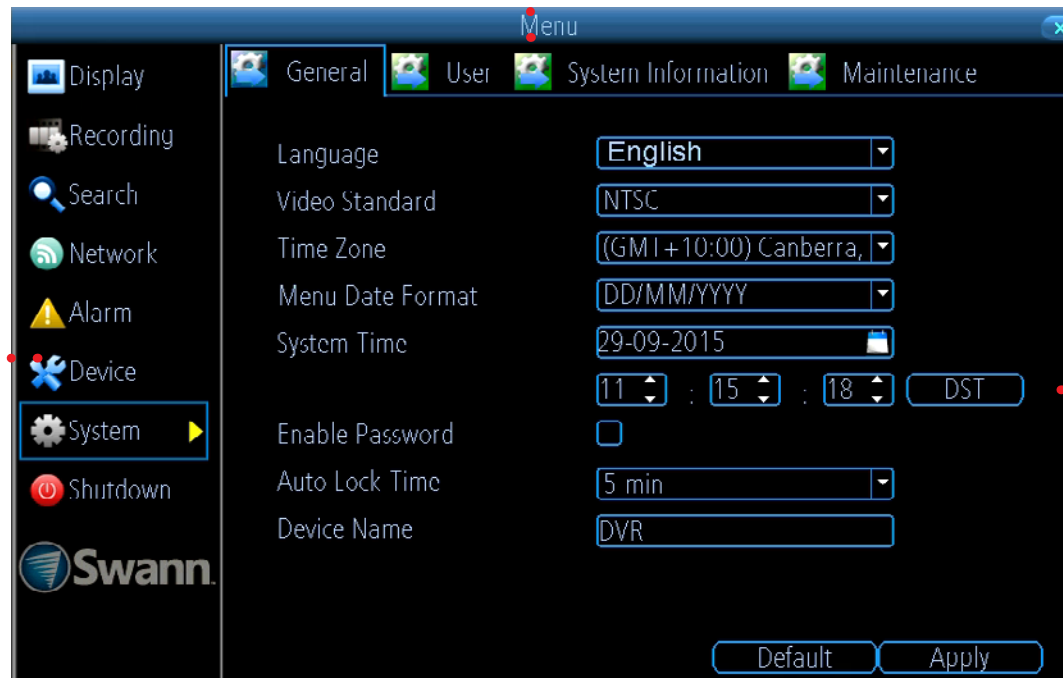 Menu
Display
Recording
Search
Network
Alarm
Device
System
Shutdown
Swann
General User System Information Maintenance
Language English
Video Standard NTSC
Time Zone (GMT+10:00) Canberra,
Menu Date Format DD/MM/YYYY
System Time 29-09-2015
11 : 15 : 18 DST
Enable Password
Auto Lock Time 5 min
Device Name DVR
Default Apply